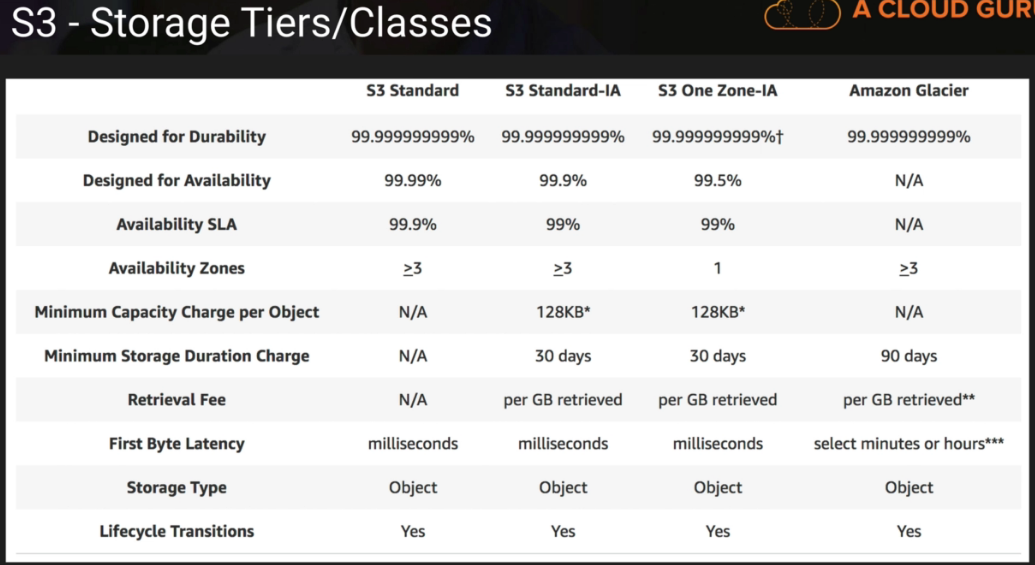 S3 - Storage Tiers/Classes
A CLOUD GUR
S3 Standard S3 Standard-IA S3 One Zone-IA Amazon Glacier
Designed for Durability 99.999999999% 99.999999999% 99.999999999%† 99.999999999%
Designed for Availability 99.99% 99.9% 99.5% N/A
Availability SLA 99.9% 99% 99% N/A
Availability Zones ≥3 ≥3 1 ≥3
Minimum Capacity Charge per Object N/A 128KB* 128KB* N/A
Minimum Storage Duration Charge N/A 30 days 30 days 90 days
Retrieval Fee N/A per GB retrieved per GB retrieved per GB retrieved**
First Byte Latency milliseconds milliseconds milliseconds select minutes or hours***
Storage Type Object Object Object Object
Lifecycle Transitions Yes Yes Yes Yes